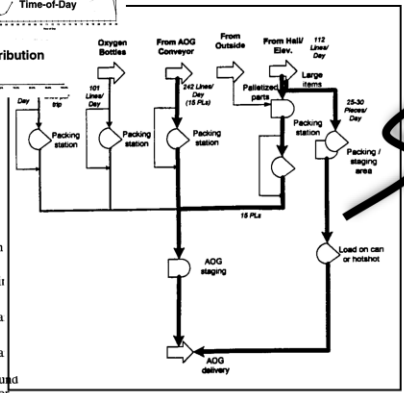 Time-of-Day
ribution
Oxygen
Bottles
From AOG
Conveyor
From
Outside
From Hall/
Elev.
112
Lines/
Day
Large
items
Day
trip
101
Lines/
Day
242 Lines/
Day
(15 PLs)
Palletized
parts
25-30
Pieces/
Day
Packing
station
Packing
station
Packing
station
Packing
station
Packing /
staging
area
15 PLs
AOG
staging
Load on can
or hotshot
AOG
delivery
und